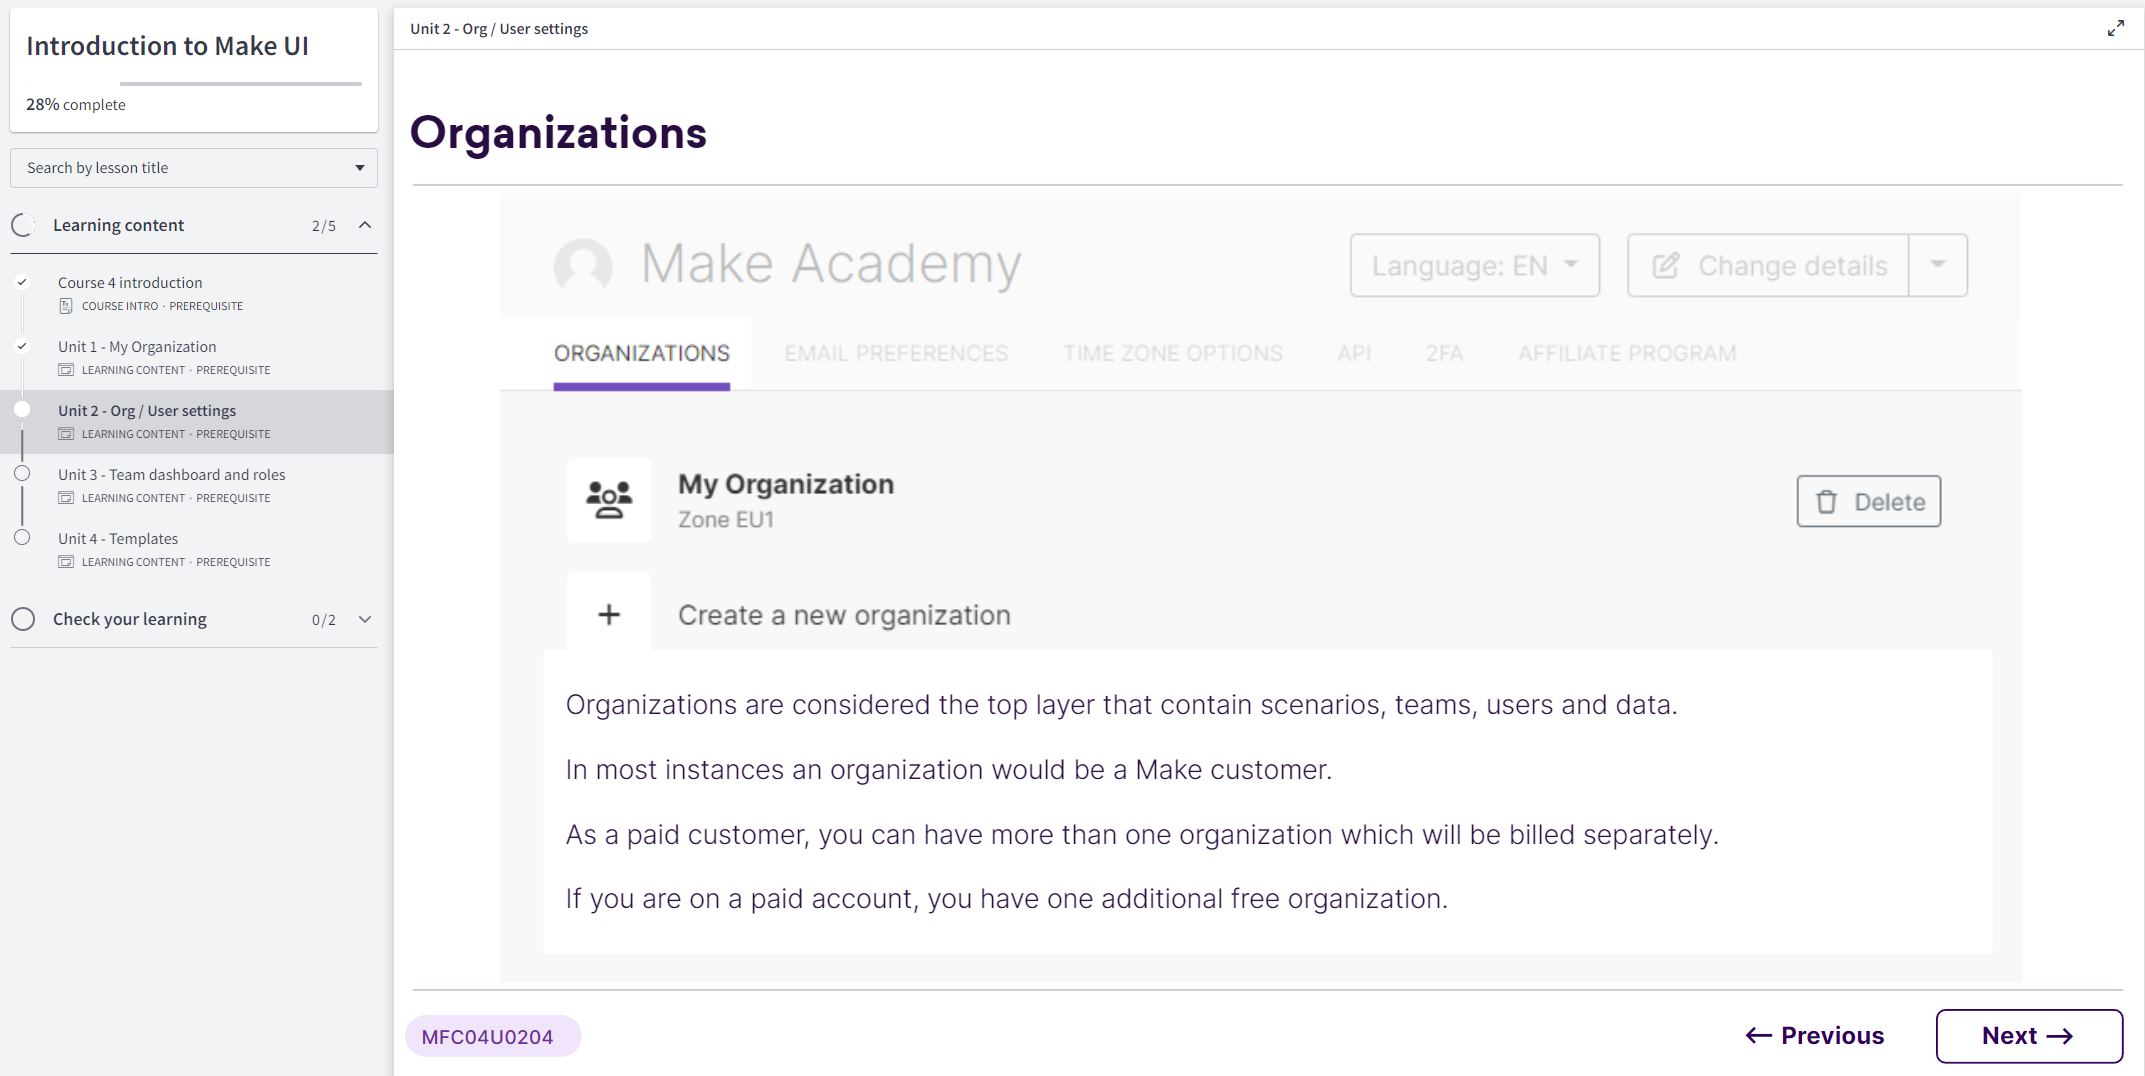 Introduction to Make UI
28% complete
Search by lesson title
Learning content 2/5
Course 4 introduction
COURSE INTRO · PREREQUISITE
Unit 1 - My Organization
LEARNING CONTENT · PREREQUISITE
Unit 2 - Org / User settings
LEARNING CONTENT · PREREQUISITE
Unit 3 - Team dashboard and roles
LEARNING CONTENT · PREREQUISITE
Unit 4 - Templates
LEARNING CONTENT · PREREQUISITE
Check your learning 0/2
Unit 2 - Org / User settings
Organizations
Make Academy
Language: EN
Change details
ORGANIZATIONS EMAIL PREFERENCES TIME ZONE OPTIONS API 2FA AFFILIATE PROGRAM
My Organization
Zone EU1
Delete
Create a new organization
Organizations are considered the top layer that contain scenarios, teams, users and data.
In most instances an organization would be a Make customer.
As a paid customer, you can have more than one organization which will be billed separately.
If you are on a paid account, you have one additional free organization.
MFC04U0204
← Previous
Next →